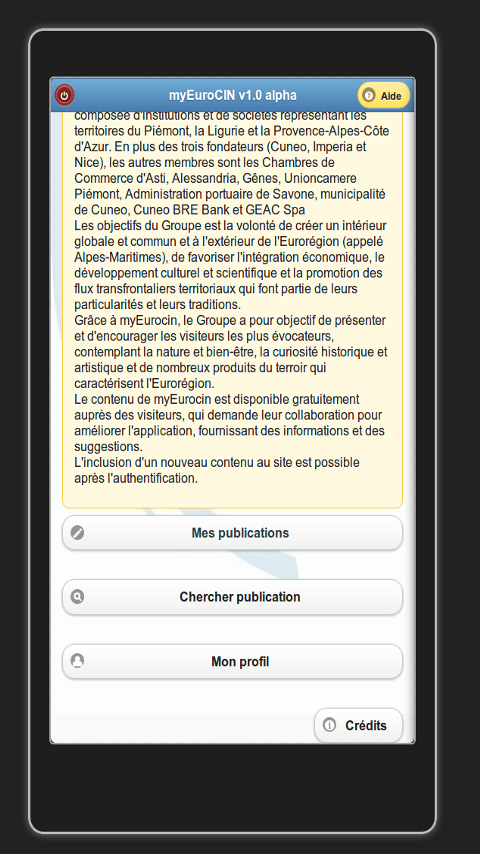 myEuroCIN v1.0 alpha
Aide
composée d'institutions et de sociétés représentant les
territoires du Piémont, la Ligurie et la Provence-Alpes-Côte
d'Azur. En plus des trois fondateurs (Cuneo, Imperia et
Nice), les autres membres sont les Chambres de
Commerce d'Asti, Alessandria, Gênes, Unioncamere
Piémont, Administration portuaire de Savone, municipalité
de Cuneo, Cuneo BRE Bank et GEAC Spa
Les objectifs du Groupe est la volonté de créer un intérieur
globale et commun et à l'extérieur de l'Eurorégion (appelé
Alpes-Maritimes), de favoriser l'intégration économique, le
développement culturel et scientifique et la promotion des
flux transfrontaliers territoriaux qui font partie de leurs
particularités et leurs traditions.
Grâce à myEurocin, le Groupe a pour objectif de présenter
et d'encourager les visiteurs les plus évocateurs,
contemplant la nature et bien-être, la curiosité historique et
artistique et de nombreux produits du terroir qui
caractérisent l'Eurorégion.
Le contenu de myEurocin est disponible gratuitement
auprès des visiteurs, qui demande leur collaboration pour
améliorer l'application, fournissant des informations et des
suggestions.
L'inclusion d'un nouveau contenu au site est possible
après l'authentification.
Mes publications
Chercher publication
Mon profil
Crédits